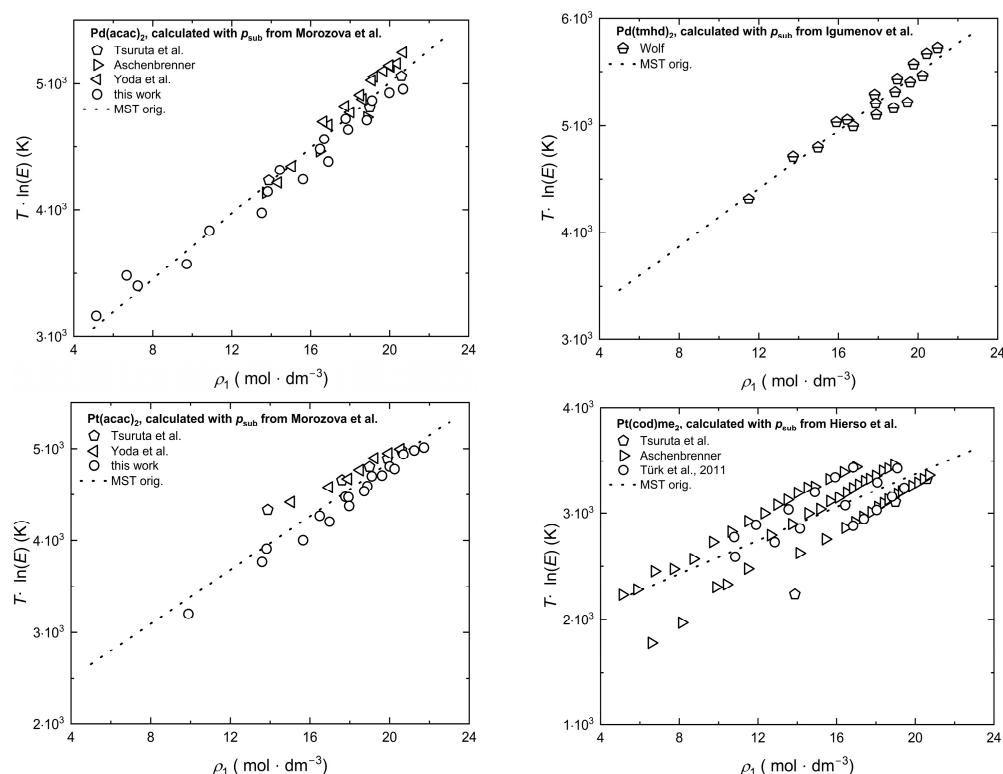 Pd(acac)₂, calculated with p_sub from Morozova et al.
Tsuruta et al.
Aschenbrenner
Yoda et al.
this work
MST orig.
5·10³
4·10³
3·10³
T· ln(E) (K)
4 8 12 16 20 24
ρ₁ ( mol · dm⁻³)
Pd(tmhd)₂, calculated with p_sub from Igumenov et al.
Wolf
MST orig.
6·10³
5·10³
4·10³
3·10³
T· ln(E) (K)
4 8 12 16 20 24
ρ₁ ( mol · dm⁻³)
Pt(acac)₂, calculated with p_sub from Morozova et al.
Tsuruta et al.
Yoda et al.
this work
MST orig.
5·10³
4·10³
3·10³
2·10³
T· ln(E) (K)
4 8 12 16 20 24
ρ₁ ( mol · dm⁻³)
Pt(cod)me₂, calculated with p_sub from Hierso et al.
Tsuruta et al.
Aschenbrenner
Türk et al., 2011
MST orig.
4·10³
3·10³
2·10³
1·10³
T· ln(E) (K)
4 8 12 16 20 24
ρ₁ ( mol · dm⁻³)